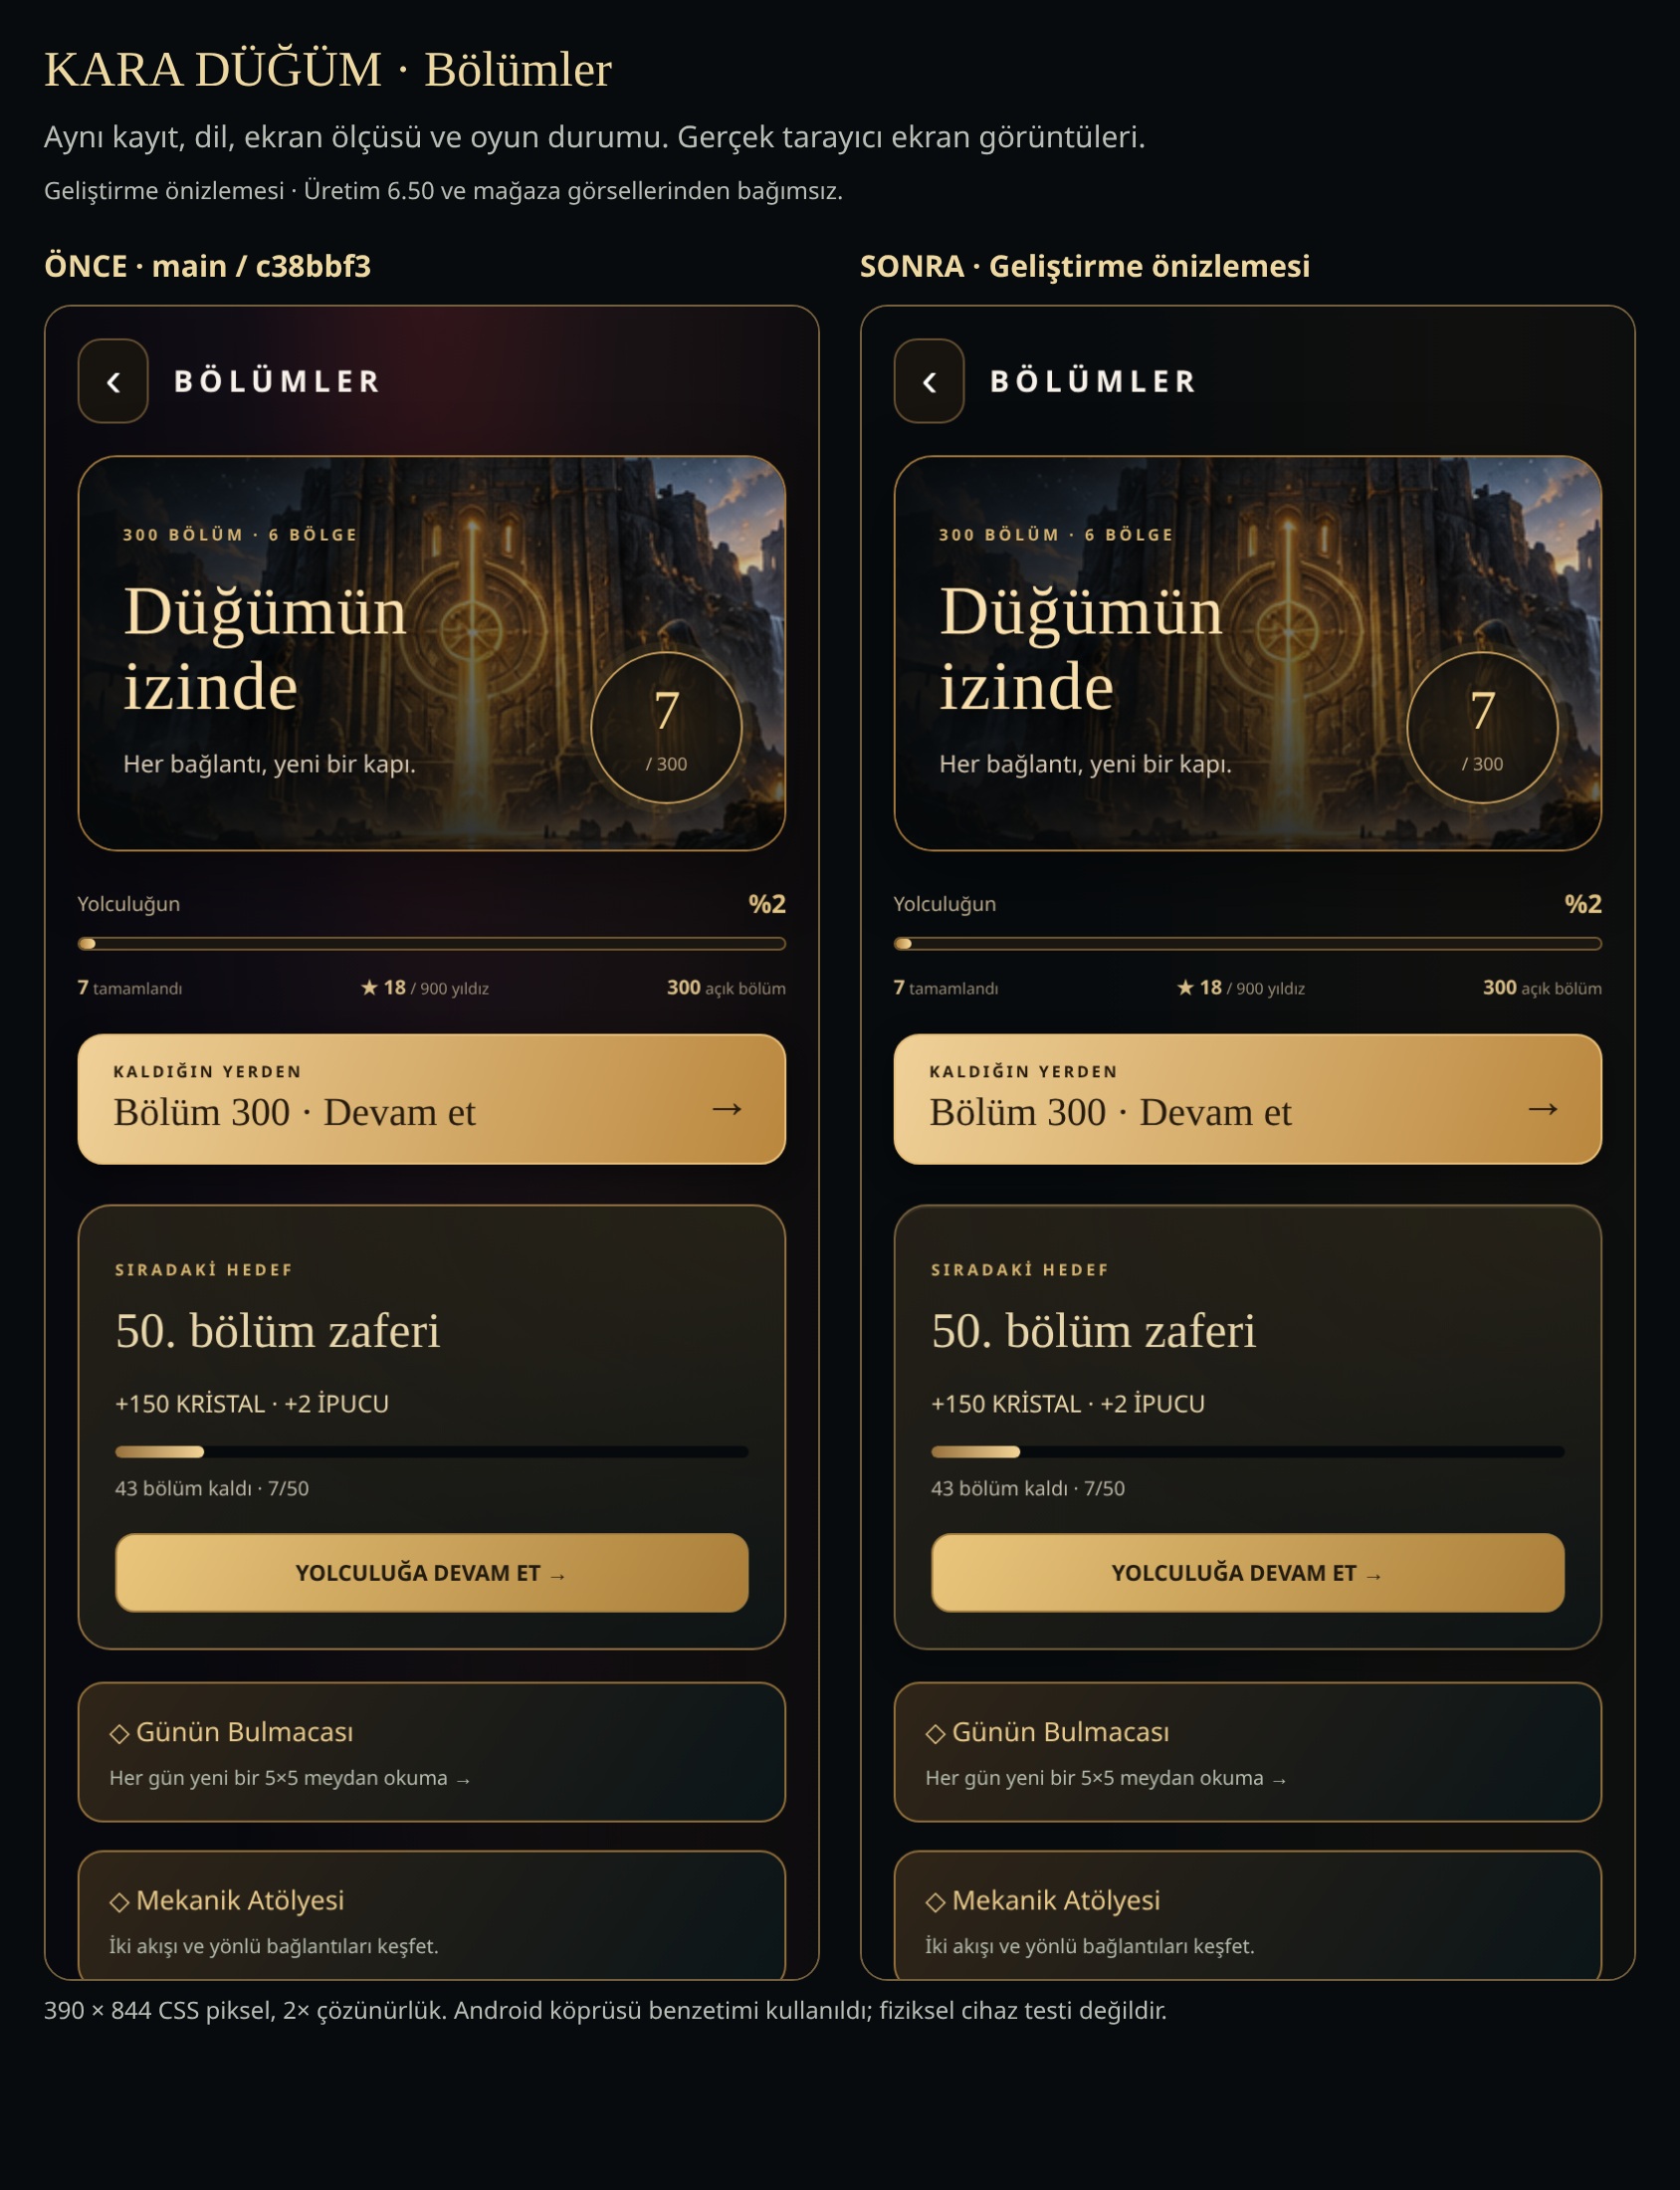 KARA DÜĞÜM · Bölümler
Aynı kayıt, dil, ekran ölçüsü ve oyun durumu. Gerçek tarayıcı ekran görüntüleri.
Geliştirme önizlemesi · Üretim 6.50 ve mağaza görsellerinden bağımsız.
ÖNCE · main / c38bbf3
‹ BÖLÜMLER
300 BÖLÜM · 6 BÖLGE
Düğümün
izinde
Her bağlantı, yeni bir kapı.
7
/ 300
Yolculuğun %2
7 tamamlandı ★ 18 / 900 yıldız 300 açık bölüm
KALDIĞIN YERDEN
Bölüm 300 · Devam et →
SIRADAKİ HEDEF
50. bölüm zaferi
+150 KRİSTAL · +2 İPUCU
43 bölüm kaldı · 7/50
YOLCULUĞA DEVAM ET →
◇ Günün Bulmacası
Her gün yeni bir 5×5 meydan okuma →
◇ Mekanik Atölyesi
İki akışı ve yönlü bağlantıları keşfet.
SONRA · Geliştirme önizlemesi
‹ BÖLÜMLER
300 BÖLÜM · 6 BÖLGE
Düğümün
izinde
Her bağlantı, yeni bir kapı.
7
/ 300
Yolculuğun %2
7 tamamlandı ★ 18 / 900 yıldız 300 açık bölüm
KALDIĞIN YERDEN
Bölüm 300 · Devam et →
SIRADAKİ HEDEF
50. bölüm zaferi
+150 KRİSTAL · +2 İPUCU
43 bölüm kaldı · 7/50
YOLCULUĞA DEVAM ET →
◇ Günün Bulmacası
Her gün yeni bir 5×5 meydan okuma →
◇ Mekanik Atölyesi
İki akışı ve yönlü bağlantıları keşfet.
390 × 844 CSS piksel, 2× çözünürlük. Android köprüsü benzetimi kullanıldı; fiziksel cihaz testi değildir.